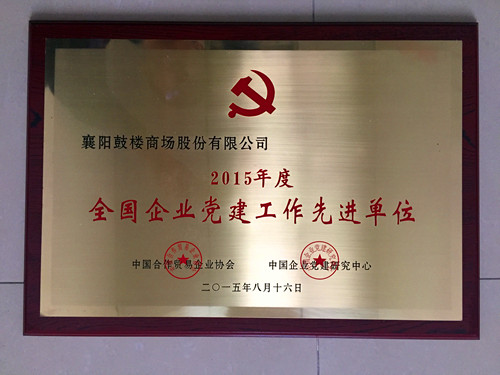 襄阳鼓楼商场股份有限公司
2015年度
全国企业党建工作先进单位
中国合作贸易企业协会 中国企业党建研究中心
二〇一五年八月十六日